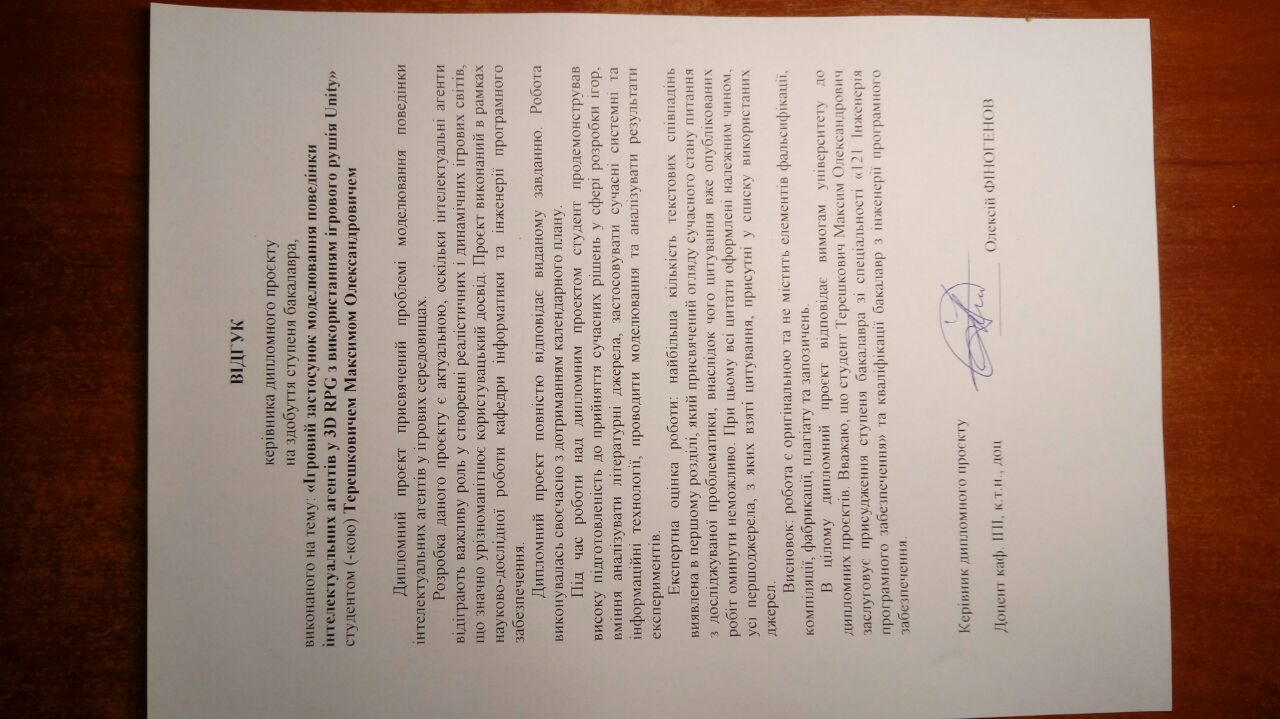 ВІДГУК
керівника дипломного проєкту
на здобуття ступеня бакалавра,
виконаного на тему: «Ігровий застосунок моделювання поведінки
інтелектуальних агентів у 3D RPG з використанням ігрового рушія Unity»
студентом (-кою) Терешковичем Максимом Олександровичем
Дипломний проєкт присвячений проблемі моделювання поведінки
інтелектуальних агентів у ігрових середовищах.
Розробка даного проєкту є актуальною, оскільки інтелектуальні агенти
відіграють важливу роль у створенні реалістичних і динамічних ігрових світів,
що значно урізноманітнює користувацький досвід. Проєкт виконаний в рамках
науково-дослідної роботи кафедри інформатики та інженерії програмного
забезпечення.
Дипломний проєкт повністю відповідає виданому завданню. Робота
виконувалась своєчасно з дотриманням календарного плану.
Під час роботи над дипломним проектом студент продемонстрував
високу підготовленість до прийняття сучасних рішень у сфері розробки ігор,
вміння аналізувати літературні джерела, застосовувати сучасні системні та
інформаційні технології, проводити моделювання та аналізувати результати
експериментів.
Експертна оцінка роботи: найбільша кількість текстових співпадінь
виявлена в першому розділі, який присвячений огляду сучасного стану питання
з досліджуваної проблематики, внаслідок чого цитування вже опублікованих
робіт оминути неможливо. При цьому всі цитати оформлені належним чином,
усі першоджерела, з яких взяті цитування, присутні у списку використаних
джерел.
Висновок: робота є оригінальною та не містить елементів фальсифікації,
компіляції, фабрикації, плагіату та запозичень.
В цілому дипломний проєкт відповідає вимогам університету до
дипломних проєктів. Вважаю, що студент Терешкович Максим Олександрович
заслуговує присудження ступеня бакалавра зі спеціальності «121 Інженерія
програмного забезпечення» та кваліфікації бакалавр з інженерії програмного
забезпечення.
Керівник дипломного проєкту
Доцент каф. ІПІ, к.т.н., доц Олексій ФІНОГЕНОВ